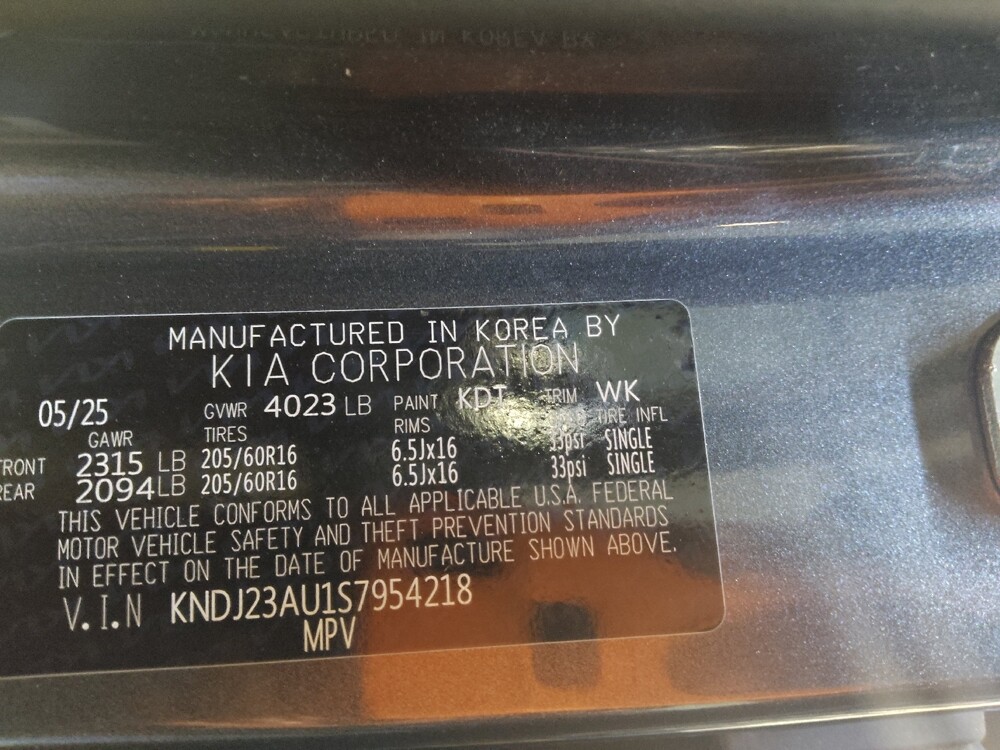 MANUFACTURED IN KOREA BY
KIA CORPORATION
05/25 GVWR 4023 LB PAINT KDT TRIM WK
GAWR TIRES RIMS TIRE INFL
FRONT 2315 LB 205/60R16 6.5Jx16 33psi SINGLE
REAR 2094LB 205/60R16 6.5Jx16 33psi SINGLE
THIS VEHICLE CONFORMS TO ALL APPLICABLE U.S.A. FEDERAL
MOTOR VEHICLE SAFETY AND THEFT PREVENTION STANDARDS
IN EFFECT ON THE DATE OF MANUFACTURE SHOWN ABOVE.
V.I.N KNDJ23AU1S7954218
MPV